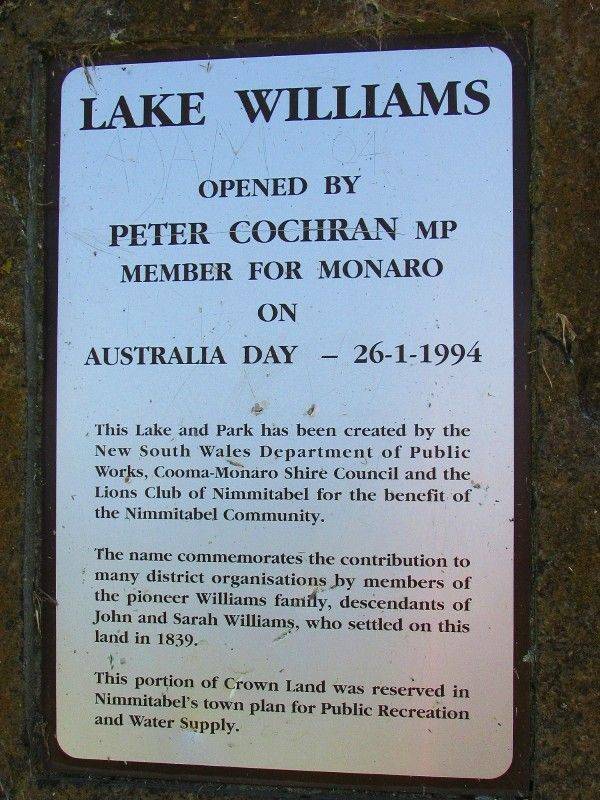 LAKE WILLIAMS
ADAM 04
OPENED BY
PETER COCHRAN MP
MEMBER FOR MONARO
ON
AUSTRALIA DAY – 26-1-1994
This Lake and Park has been created by the
New South Wales Department of Public
Works, Cooma-Monaro Shire Council and the
Lions Club of Nimmitabel for the benefit of
the Nimmitabel Community.
The name commemorates the contribution to
many district organisations by members of
the pioneer Williams family, descendants of
John and Sarah Williams, who settled on this
land in 1839.
This portion of Crown Land was reserved in
Nimmitabel's town plan for Public Recreation
and Water Supply.